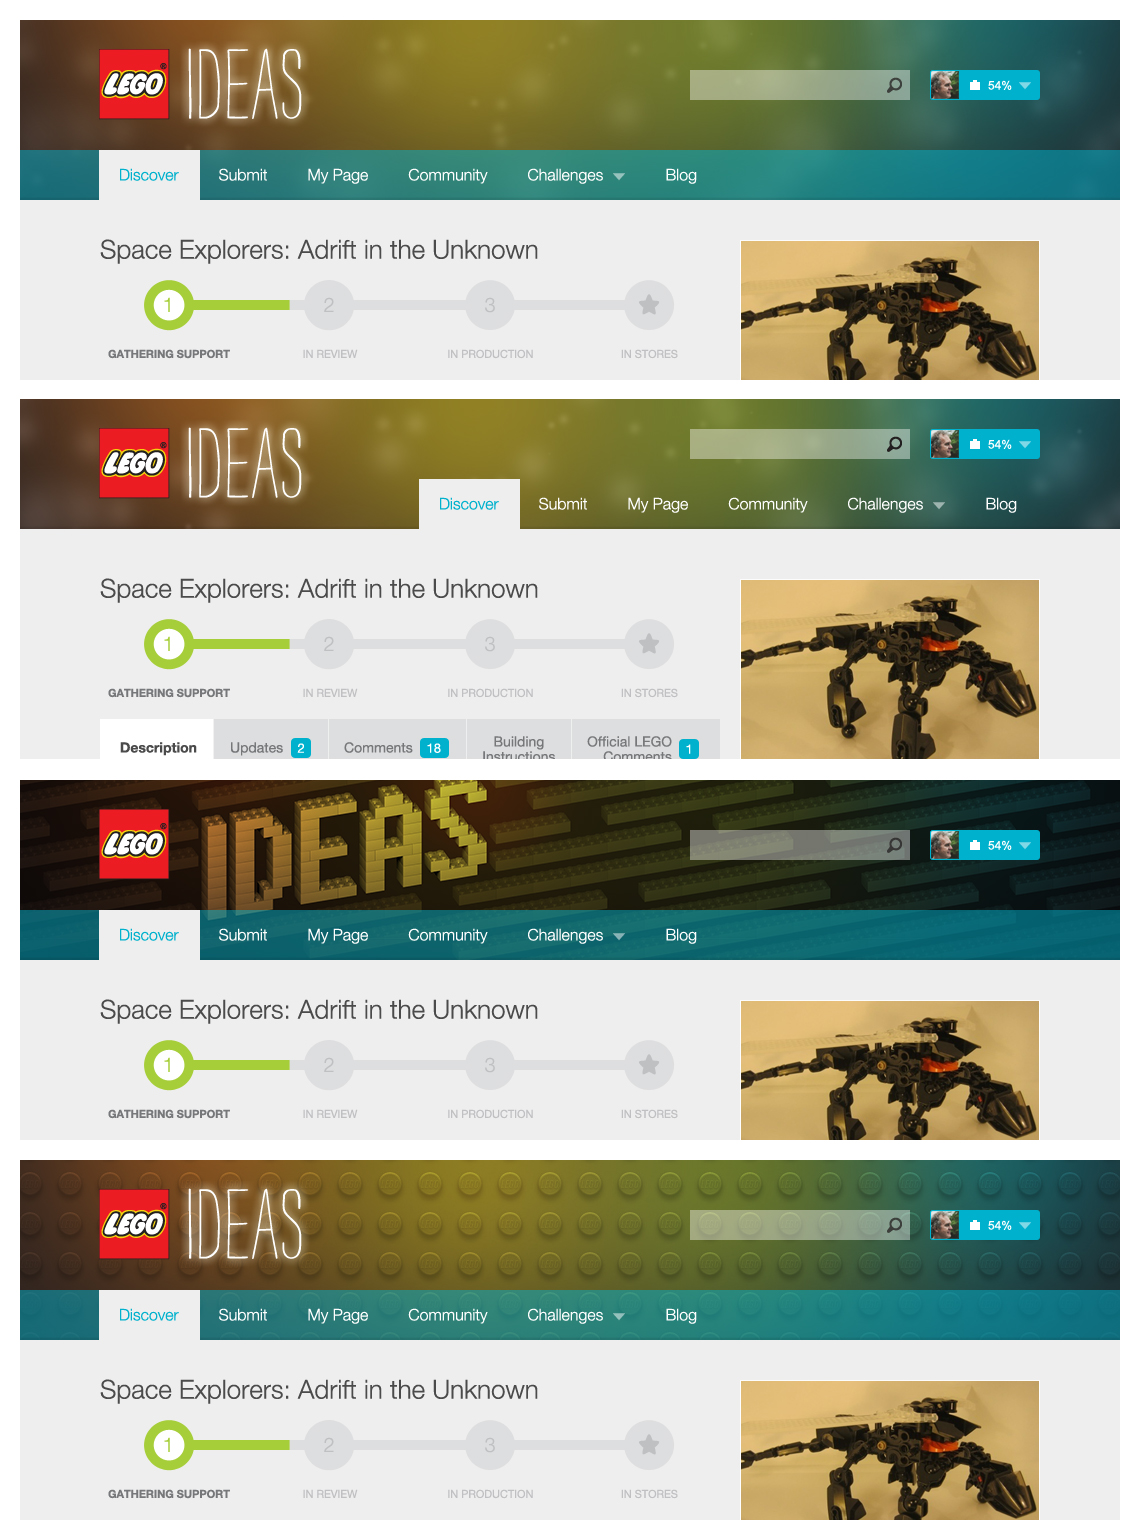 LEGO ® IDEAS
54%
Discover Submit My Page Community Challenges Blog
Space Explorers: Adrift in the Unknown
1 2 3
GATHERING SUPPORT IN REVIEW IN PRODUCTION IN STORES
LEGO ® IDEAS
54%
Discover Submit My Page Community Challenges Blog
Space Explorers: Adrift in the Unknown
1 2 3
GATHERING SUPPORT IN REVIEW IN PRODUCTION IN STORES
Description Updates 2 Comments 18 Building Instructions Official LEGO Comments 1
LEGO ® IDEAS
54%
Discover Submit My Page Community Challenges Blog
Space Explorers: Adrift in the Unknown
1 2 3
GATHERING SUPPORT IN REVIEW IN PRODUCTION IN STORES
LEGO ® IDEAS
54%
Discover Submit My Page Community Challenges Blog
Space Explorers: Adrift in the Unknown
1 2 3
GATHERING SUPPORT IN REVIEW IN PRODUCTION IN STORES